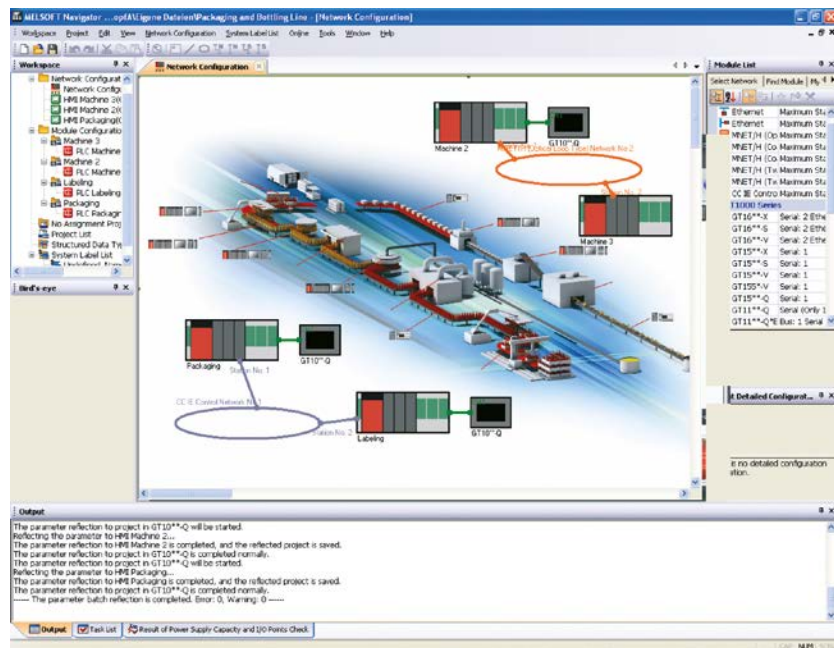 MELSOFT Navigator ...opfA\Eigene Dateien\Packaging and Bottling Line - [Network Configuration]
Workspace Project Edit View Network Configuration System Label List Online Tools Window Help
Workspace
Network Configurat
Network Config
HMI Machine 3(
HMI Machine 2(
HMI Packaging(
Module Configuratio
Machine 3
PLC Machine
Machine 2
PLC Machine
Labeling
PLC Labeling
Packaging
PLC Packagin
No Assignment Proj
Project List
Structured Data Typ
System Label List
Bird's-eye
Network Configuration
Machine 2
GT10**-Q
Network No.2
Station No. 2
Machine 3
Packaging
GT10**-Q
Station No. 1
CC IE Control Network No.1
Station No. 2
Labeling
GT10**-Q
Module List
Select Network Find Module My
Ethernet Maximum Sta
Ethernet Maximum Sta
MNET/H (Op Maximum Sta
MNET/H (Co Maximum Sta
MNET/H (Co Maximum Sta
MNET/H (Tw Maximum Sta
MNET/H (Tw Maximum Sta
CC IE Contro Maximum Sta
T1000 Series
GT16**-X Serial: 2 Ethe
GT16**-S Serial: 2 Ethe
GT16**-V Serial: 2 Ethe
GT15**-X Serial: 1
GT15**-S Serial: 1
GT15**-V Serial: 1
GT155*-V Serial: 1
GT15**-Q Serial: 1
GT11**-Q Serial (Only 1
GT11**-Q*E Bus: 1 Serial
t Detailed Configurat...
is no detailed configuration
ation.
Output
The parameter reflection to project in GT10**-Q will be started.
Reflecting the parameter to HMI Machine 2...
The parameter reflection to HMI Machine 2 is completed, and the reflected project is saved.
The parameter reflection to project in GT10**-Q is completed normally.
The parameter reflection to project in GT10**-Q will be started.
Reflecting the parameter to HMI Packaging...
The parameter reflection to HMI Packaging is completed, and the reflected project is saved.
The parameter reflection to project in GT10**-Q is completed normally.
----- The parameter batch reflection is completed. Error: 0, Warning: 0 -----
Output Task List Result of Power Supply Capacity and I/O Points Check
CAP NUM